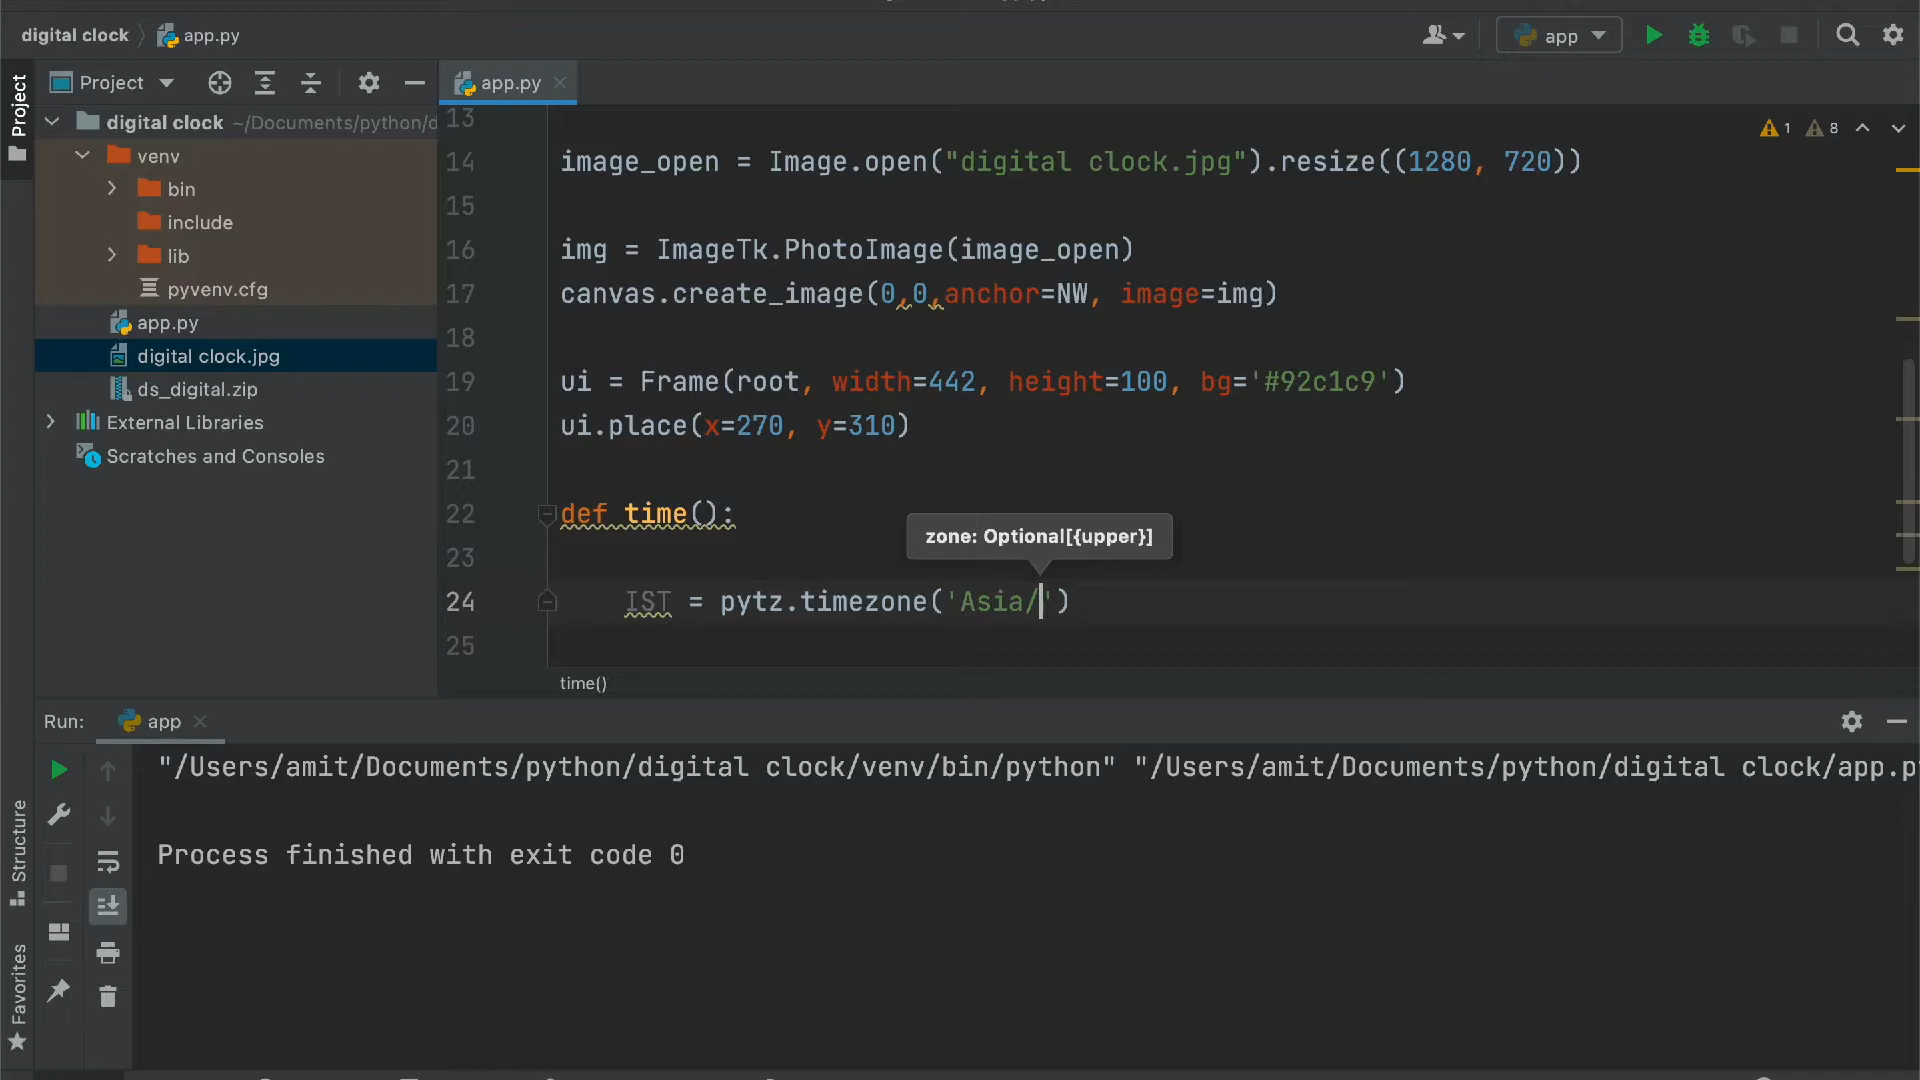 digital clock app.py
app
Project
app.py
digital clock ~/Documents/python/d
venv
bin
include
lib
pyvenv.cfg
app.py
digital clock.jpg
ds_digital.zip
External Libraries
Scratches and Consoles
Project
Structure
Favorites
1 8
13
14 image_open = Image.open("digital clock.jpg").resize((1280, 720))
15
16 img = ImageTk.PhotoImage(image_open)
17 canvas.create_image(0,0,anchor=NW, image=img)
18
19 ui = Frame(root, width=442, height=100, bg='#92c1c9')
20 ui.place(x=270, y=310)
21
22 def time():
zone: Optional[{upper}]
23
24 IST = pytz.timezone('Asia/')
25
time()
Run: app
"/Users/amit/Documents/python/digital clock/venv/bin/python" "/Users/amit/Documents/python/digital clock/app.p
Process finished with exit code 0